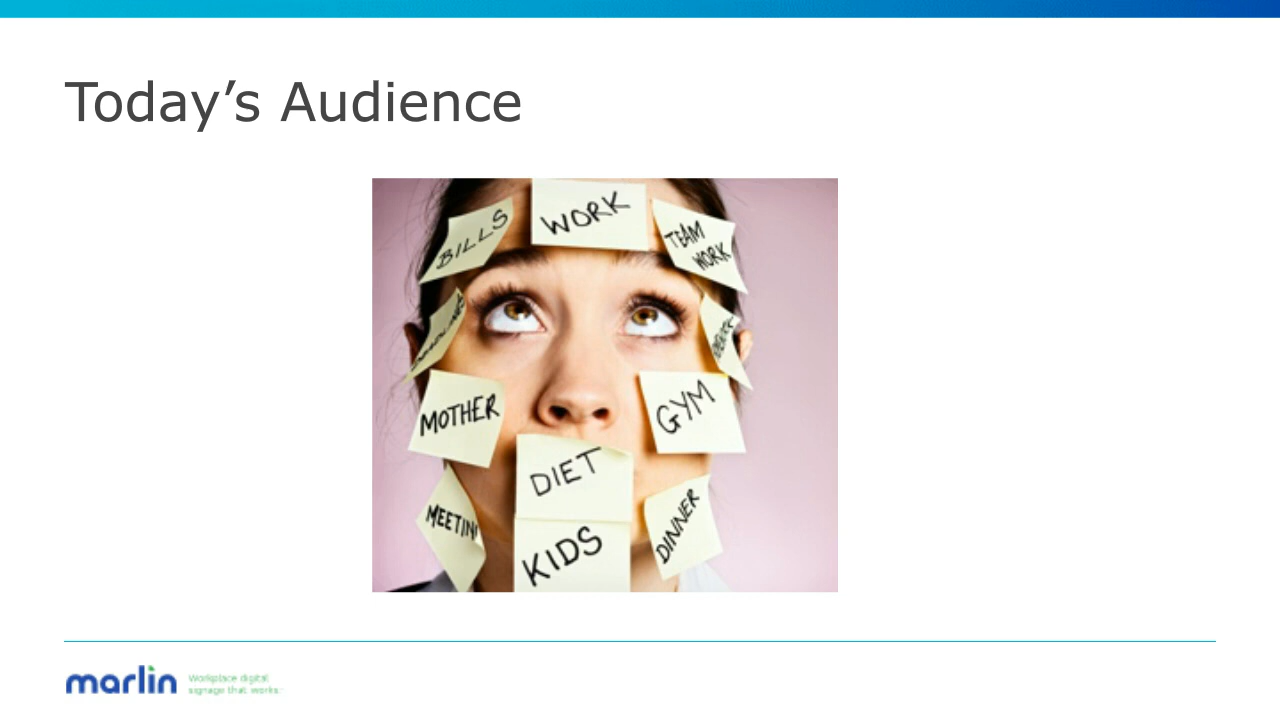 Today’s Audience
BILLS
WORK
TEAM
WORK
MOTHER
GYM
DIET
MEETING
DINNER
KIDS
marlin
Workplace digital
signage that works.